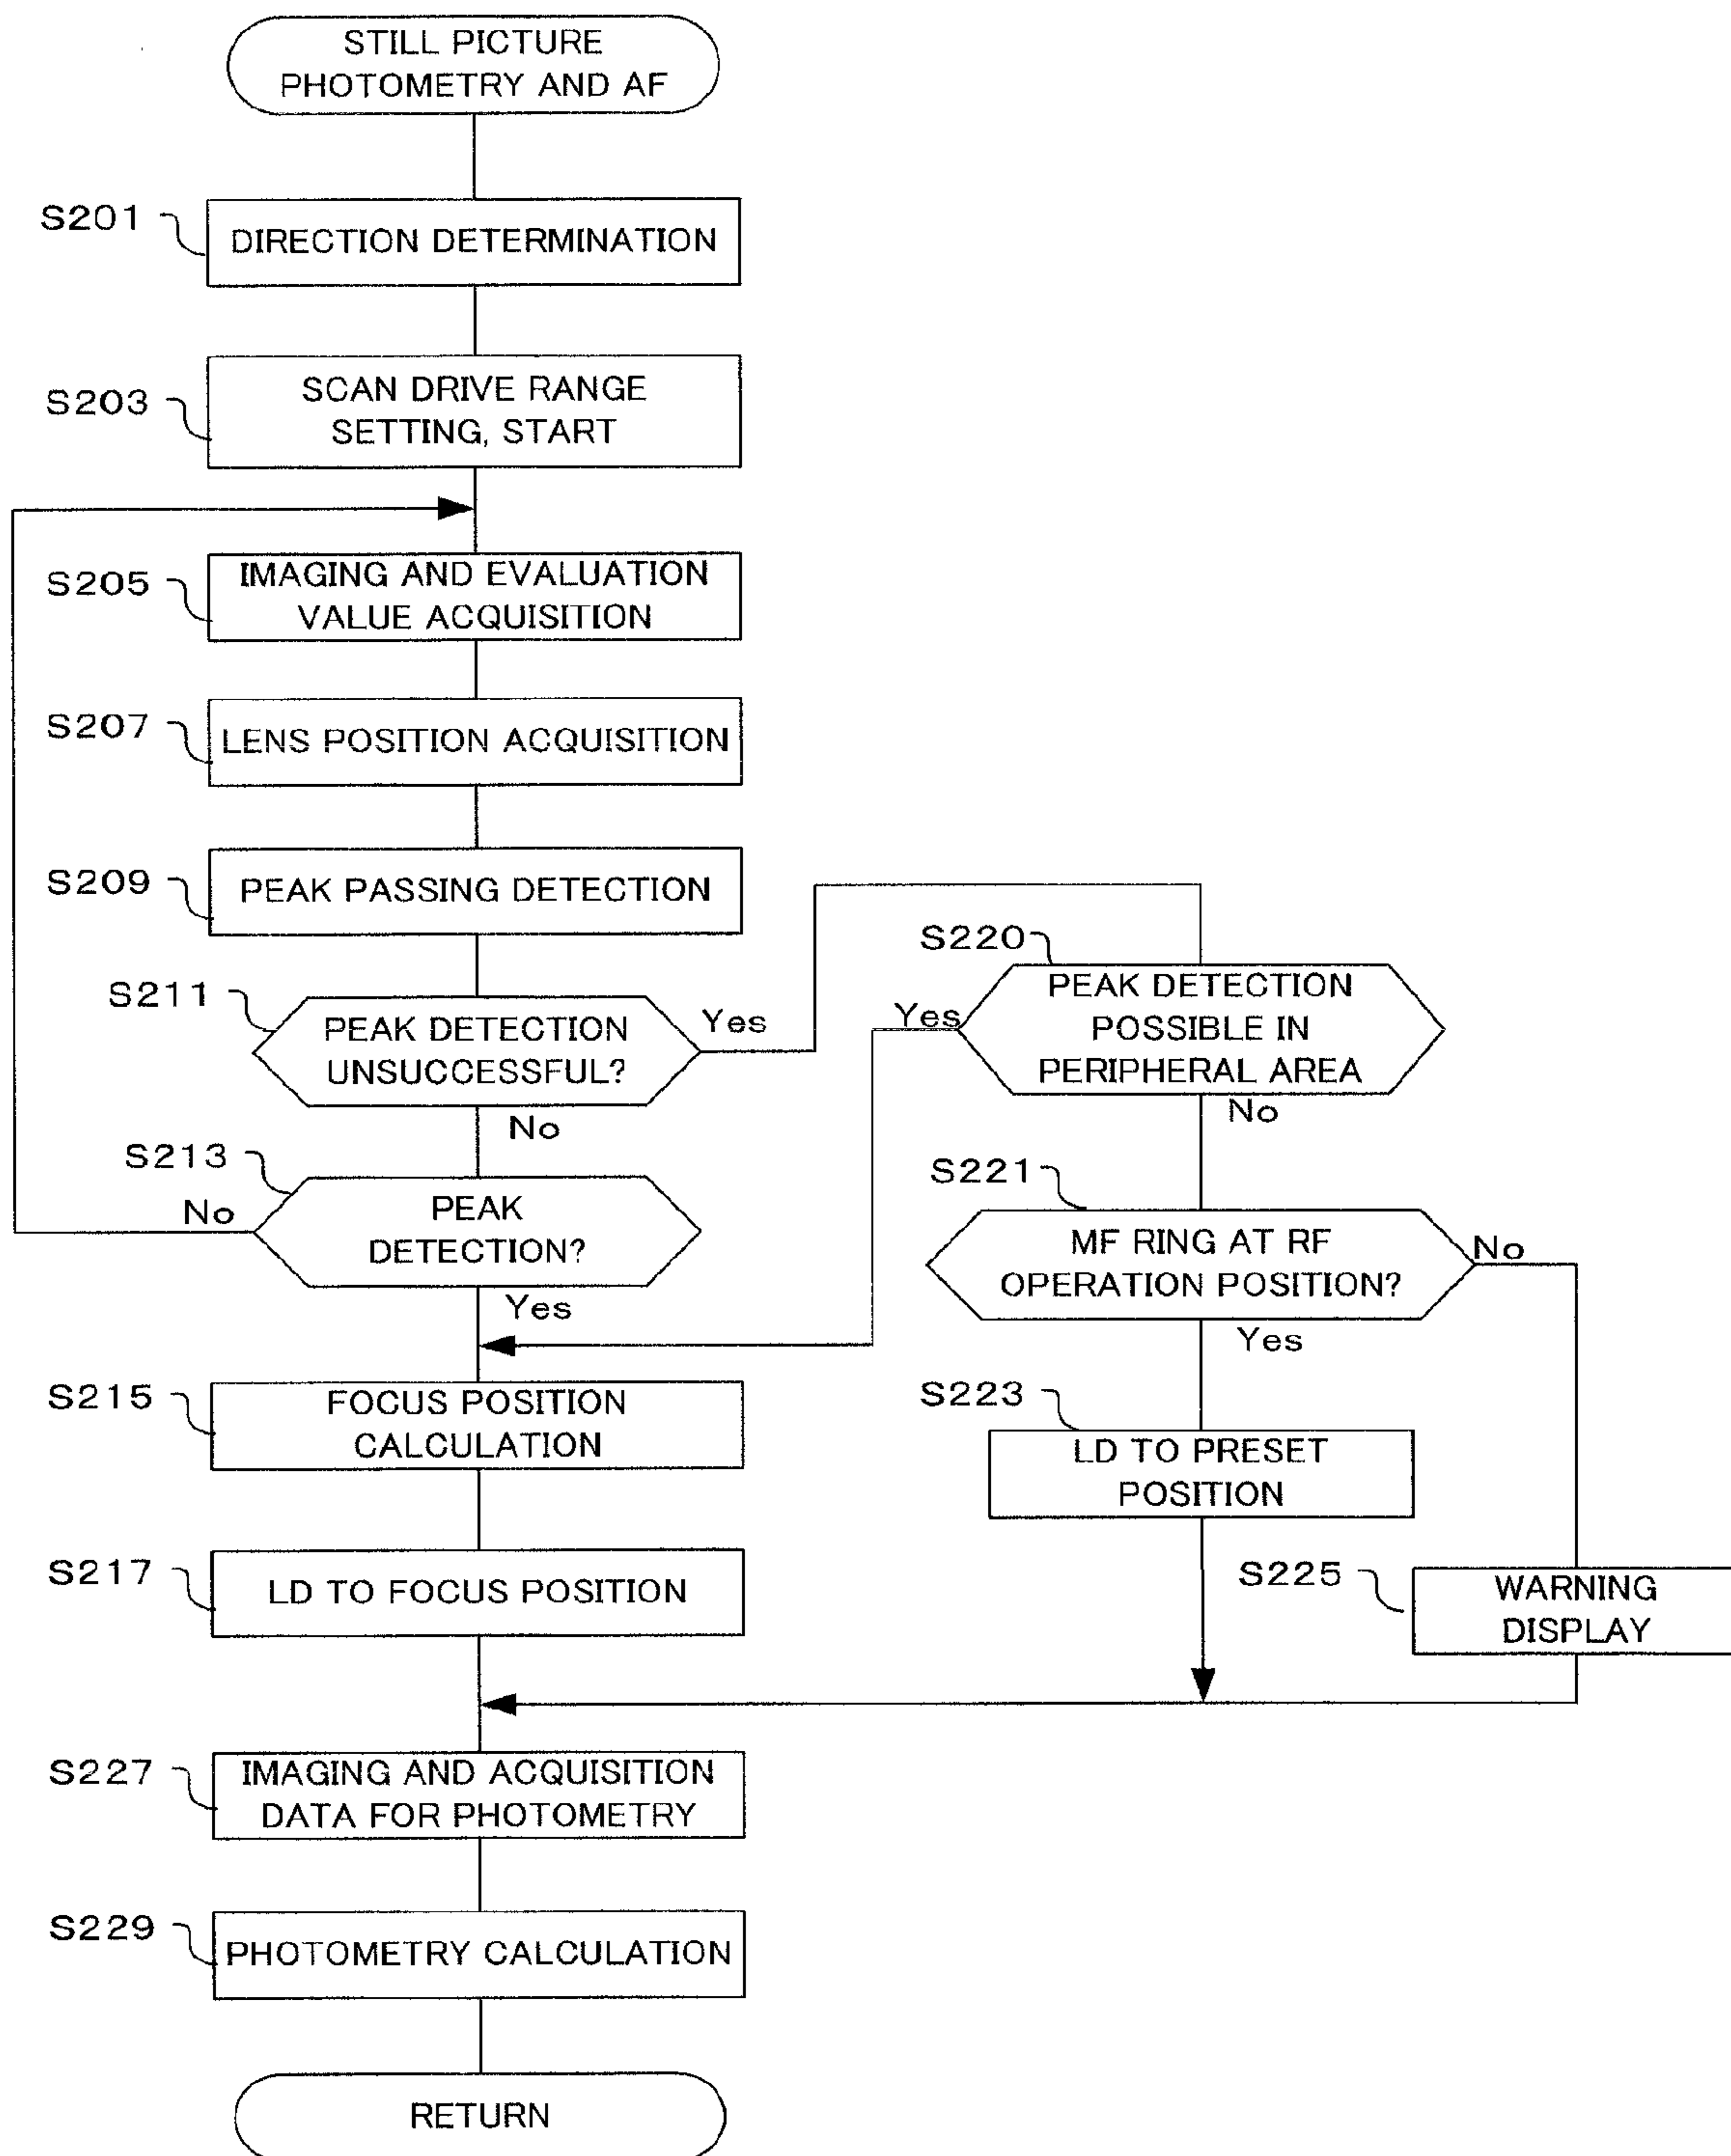 STILL PICTURE
PHOTOMETRY AND AF
S201
DIRECTION DETERMINATION
S203
SCAN DRIVE RANGE
SETTING, START
S205
IMAGING AND EVALUATION
VALUE ACQUISITION
S207
LENS POSITION ACQUISITION
S209
PEAK PASSING DETECTION
S211
PEAK DETECTION
UNSUCCESSFUL?
Yes
No
S220
PEAK DETECTION
POSSIBLE IN
PERIPHERAL AREA
Yes
No
S213
PEAK
DETECTION?
No
Yes
S221
MF RING AT RF
OPERATION POSITION?
No
Yes
S215
FOCUS POSITION
CALCULATION
S223
LD TO PRESET
POSITION
S217
LD TO FOCUS POSITION
S225
WARNING
DISPLAY
S227
IMAGING AND ACQUISITION
DATA FOR PHOTOMETRY
S229
PHOTOMETRY CALCULATION
RETURN